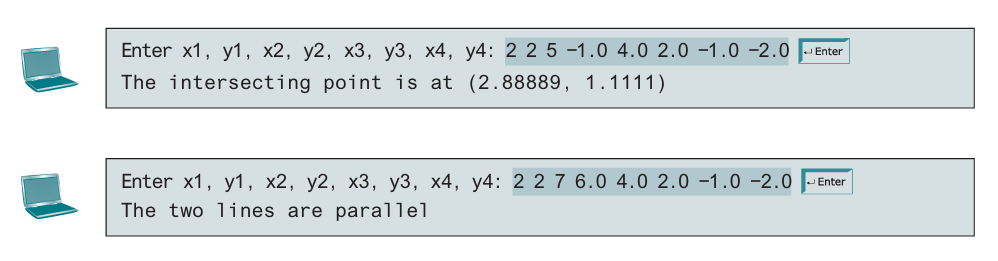 Enter x1, y1, x2, y2, x3, y3, x4, y4: 2 2 5 −1.0 4.0 2.0 −1.0 −2.0 ↵Enter
The intersecting point is at (2.88889, 1.1111)
Enter x1, y1, x2, y2, x3, y3, x4, y4: 2 2 7 6.0 4.0 2.0 −1.0 −2.0 ↵Enter
The two lines are parallel